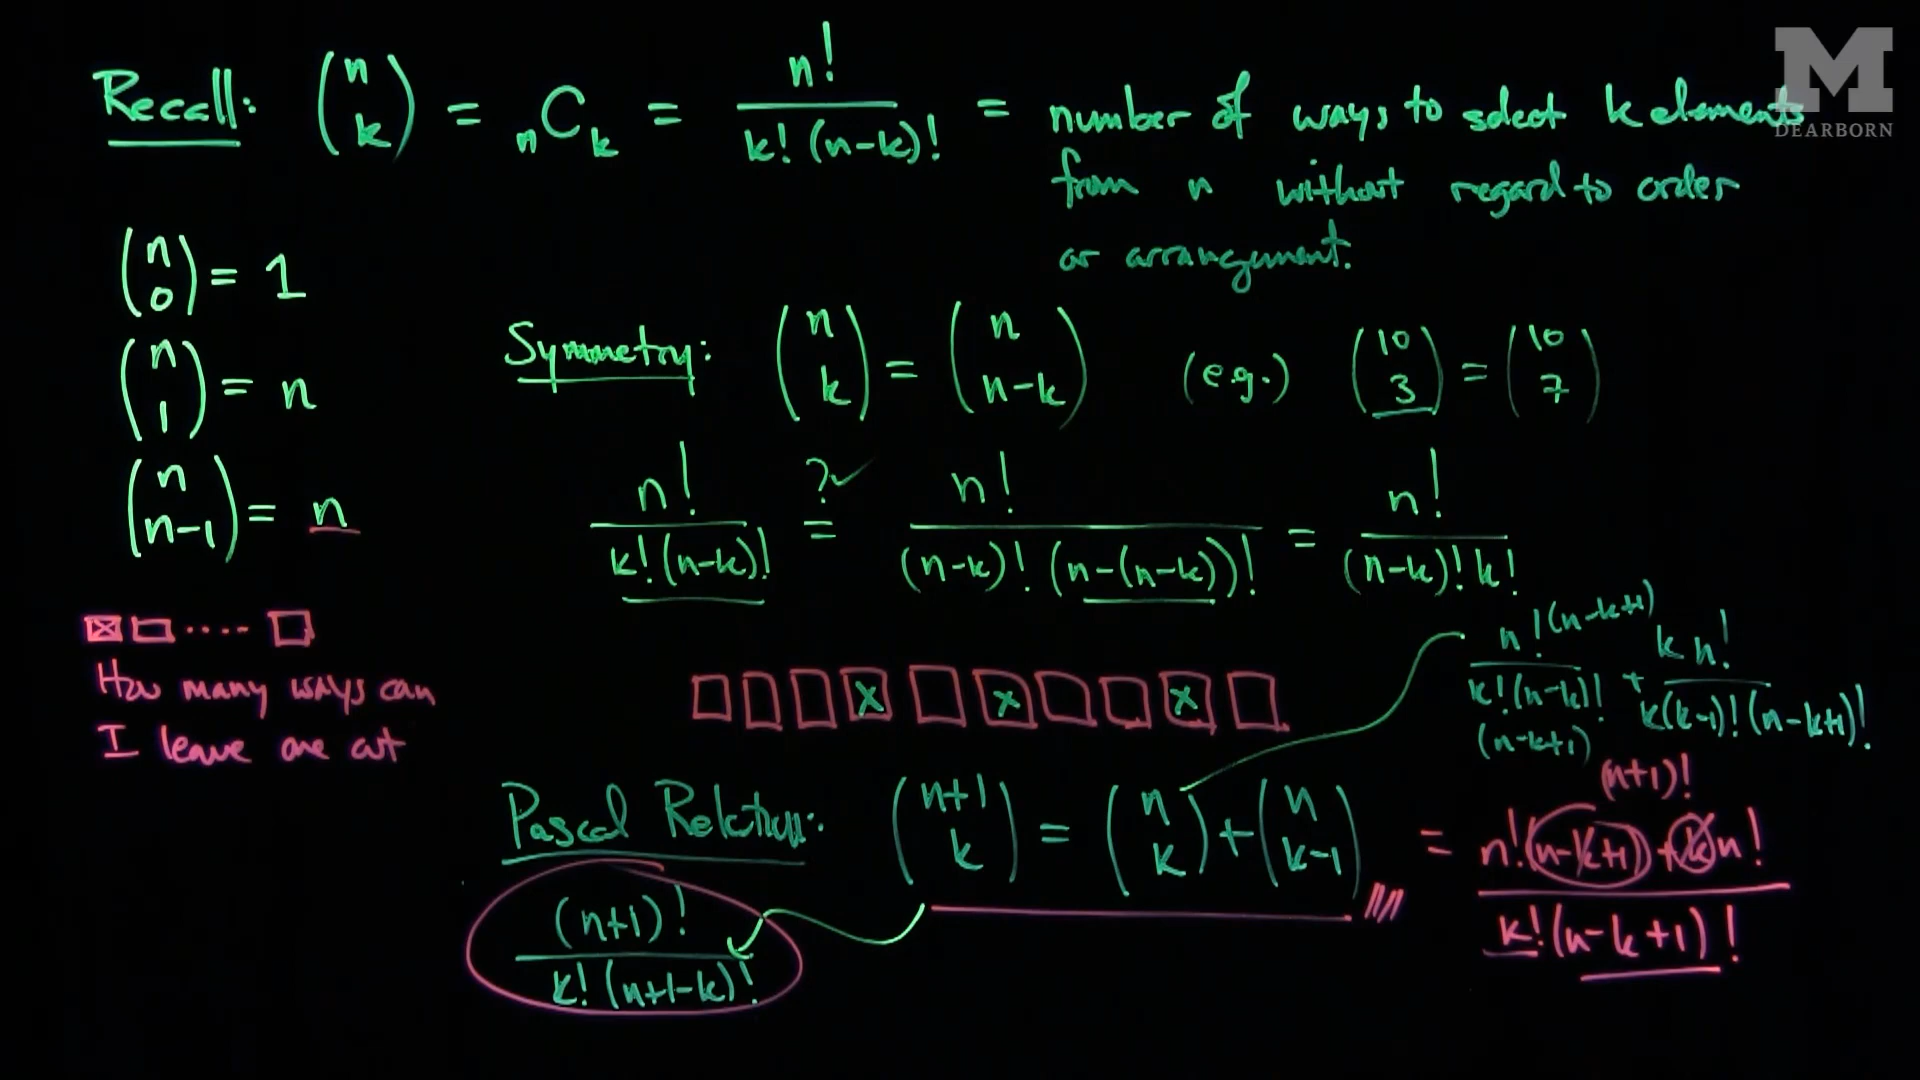 Recall: (n k) = nCk = n! / k! (n-k)! = number of ways to select k elements
from n without regard to order
or arrangement.
M
DEARBORN
(n 0) = 1
(n 1) = n
(n n-1) = n
Symmetry: (n k) = (n n-k) (e.g.) (10 3) = (10 7)
n! / k!(n-k)! ?✓ = n! / (n-k)! (n-(n-k))! = n! / (n-k)! k!
☒ □ .... □
How many ways can
I leave one out
n!(n-k+1) / k!(n-k)!(n-k+1) + k n! / k(k-1)!(n-k+1)!
□ □ □ x □ x □ □ x □
Pascal Relation: (n+1 k) = (n k) + (n k-1) = n!(n-k+1)+k n! / k!(n-k+1)!
(n+1)!
(n+1)! / k! (n+1-k)!